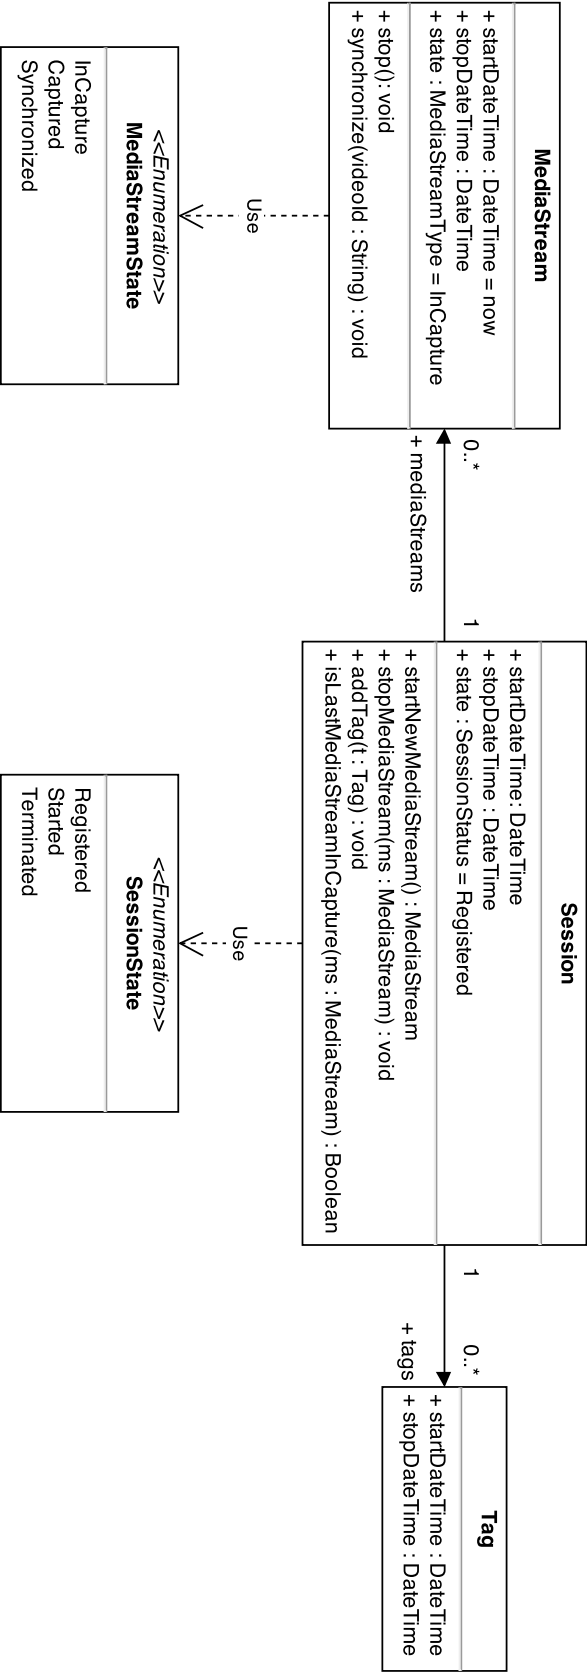 MediaStream
+ startDateTime : DateTime = now
+ stopDateTime : DateTime
+ state : MediaStreamType = InCapture
+ stop(): void
+ synchronize(videoId : String) : void
0..*
+ mediaStreams
1
Session
+ startDateTime: DateTime
+ stopDateTime : DateTime
+ state : SessionStatus = Registered
+ startNewMediaStream() : MediaStream
+ stopMediaStream(ms : MediaStream) : void
+ addTag(t : Tag) : void
+ isLastMediaStreamInCapture(ms : MediaStream) : Boolean
1
0..*
+ tags
Tag
+ startDateTime : DateTime
+ stopDateTime : DateTime
Use
Use
<<Enumeration>>
MediaStreamState
InCapture
Captured
Synchronized
<<Enumeration>>
SessionState
Registered
Started
Terminated